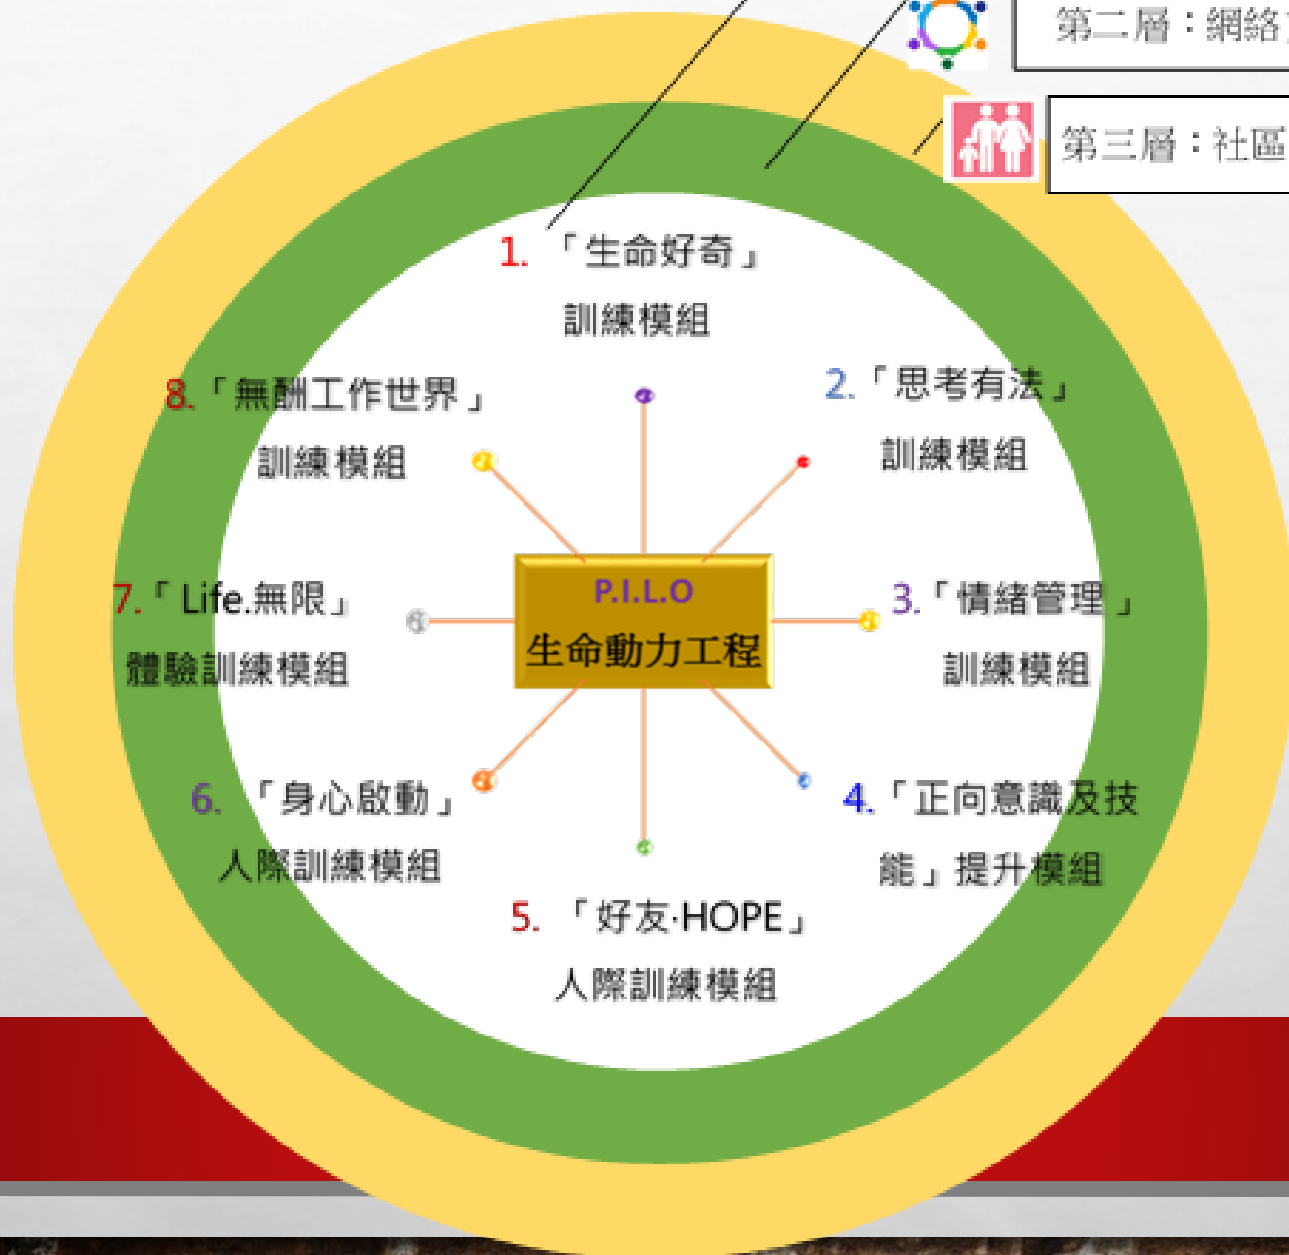 第二層：網絡
第三層：社區
1. 「生命好奇」
訓練模組
2.「思考有法」
訓練模組
3.「情緒管理」
訓練模組
4.「正向意識及技
能」提升模組
5. 「好友·HOPE」
人際訓練模組
6. 「身心啟動」
人際訓練模組
7.「Life.無限」
體驗訓練模組
8.「無酬工作世界」
訓練模組
P.I.L.O
生命動力工程